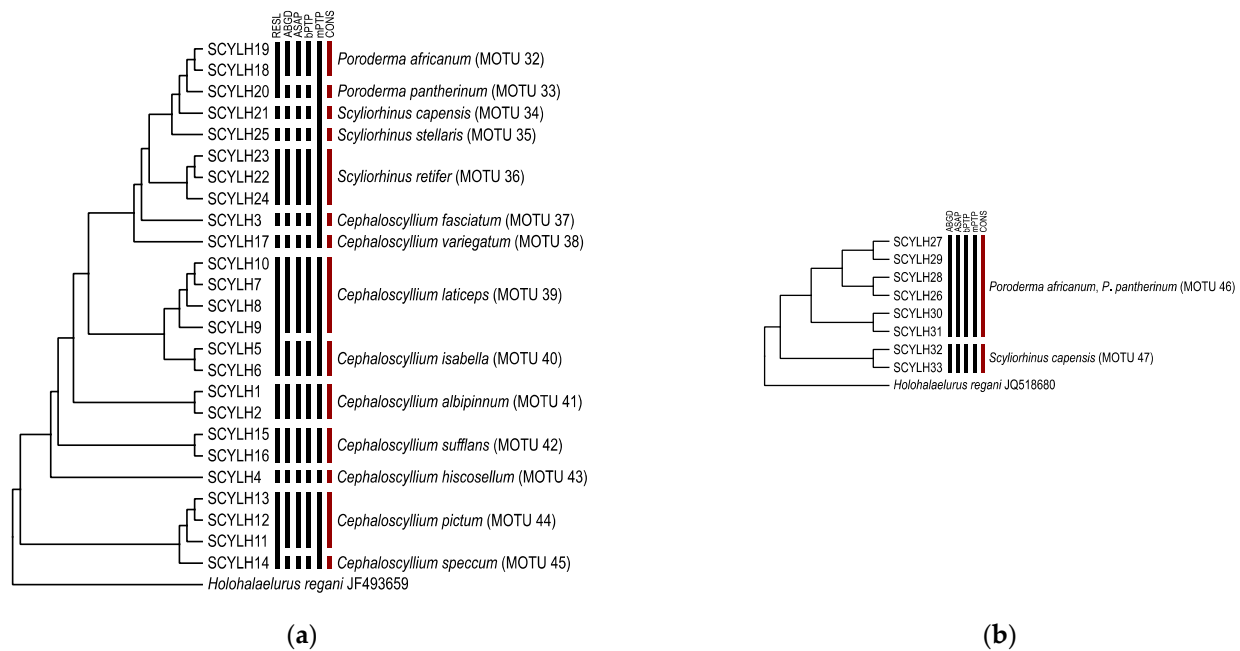 RESL
ABGD
ASAP
bPTP
mPTP
CONS
SCYLH19
SCYLH18
Poroderma africanum (MOTU 32)
SCYLH20
Poroderma pantherinum (MOTU 33)
SCYLH21
Scyliorhinus capensis (MOTU 34)
SCYLH25
Scyliorhinus stellaris (MOTU 35)
SCYLH23
SCYLH22
Scyliorhinus retifer (MOTU 36)
SCYLH24
SCYLH3
Cephaloscyllium fasciatum (MOTU 37)
SCYLH17
Cephaloscyllium variegatum (MOTU 38)
SCYLH10
SCYLH7
Cephaloscyllium laticeps (MOTU 39)
SCYLH8
SCYLH9
SCYLH5
Cephaloscyllium isabella (MOTU 40)
SCYLH6
SCYLH1
Cephaloscyllium albipinnum (MOTU 41)
SCYLH2
SCYLH15
Cephaloscyllium sufflans (MOTU 42)
SCYLH16
SCYLH4
Cephaloscyllium hiscosellum (MOTU 43)
SCYLH13
SCYLH12
Cephaloscyllium pictum (MOTU 44)
SCYLH11
SCYLH14
Cephaloscyllium speccum (MOTU 45)
Holohalaelurus regani JF493659
(a)
ABGD
ASAP
bPTP
mPTP
CONS
SCYLH27
SCYLH29
SCYLH28
Poroderma africanum, P. pantherinum (MOTU 46)
SCYLH26
SCYLH30
SCYLH31
SCYLH32
Scyliorhinus capensis (MOTU 47)
SCYLH33
Holohalaelurus regani JQ518680
(b)